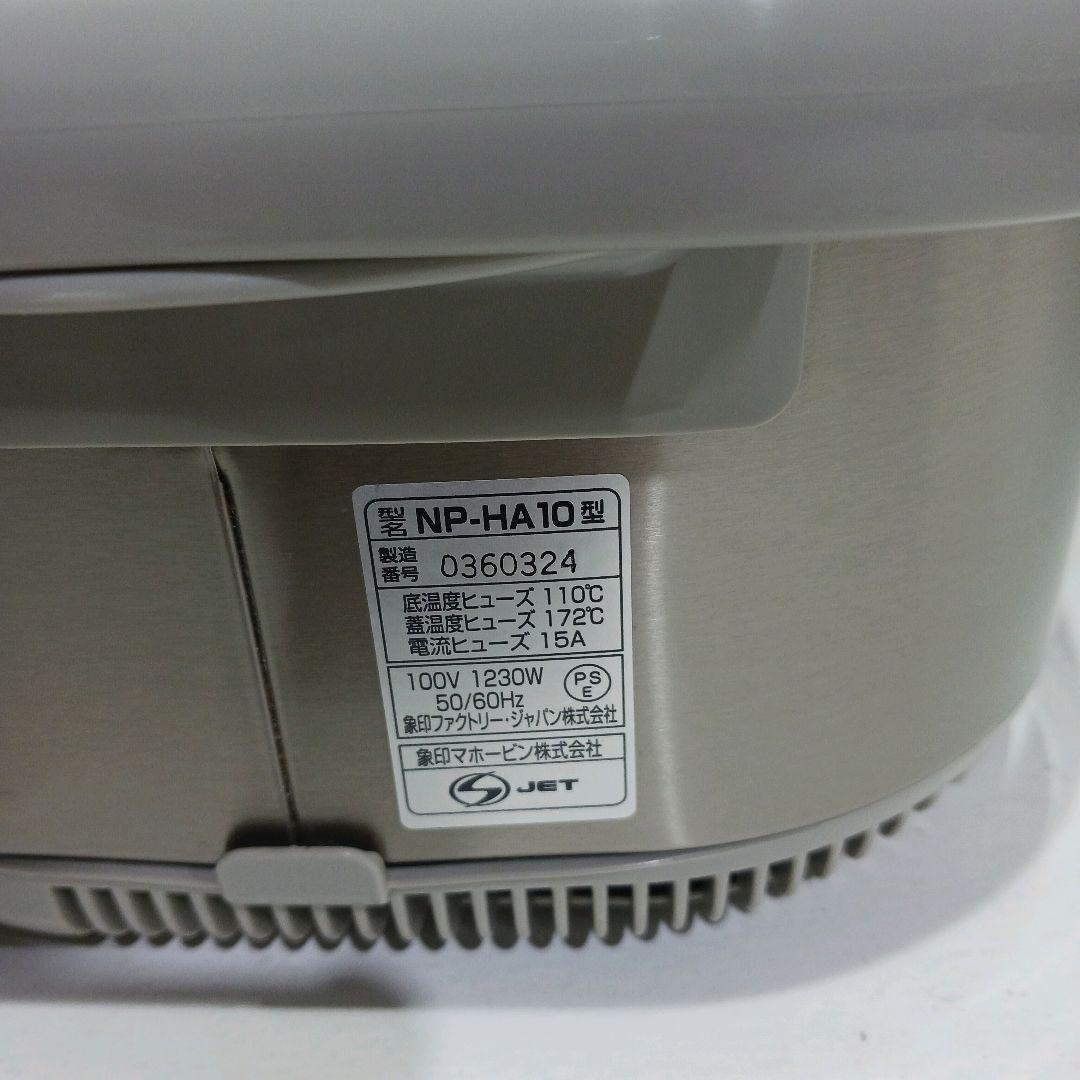 型名 NP-HA10型
製造番号 0360324
底温度ヒューズ 110℃
蓋温度ヒューズ 172℃
電流ヒューズ 15A
100V 1230W
50/60Hz
PSE
象印ファクトリー・ジャパン株式会社
象印マホービン株式会社
S JET